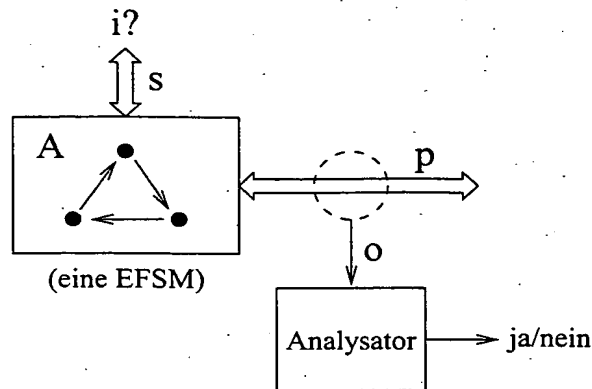 i?
s
A
p
(eine EFSM)
o
Analysator
ja/nein